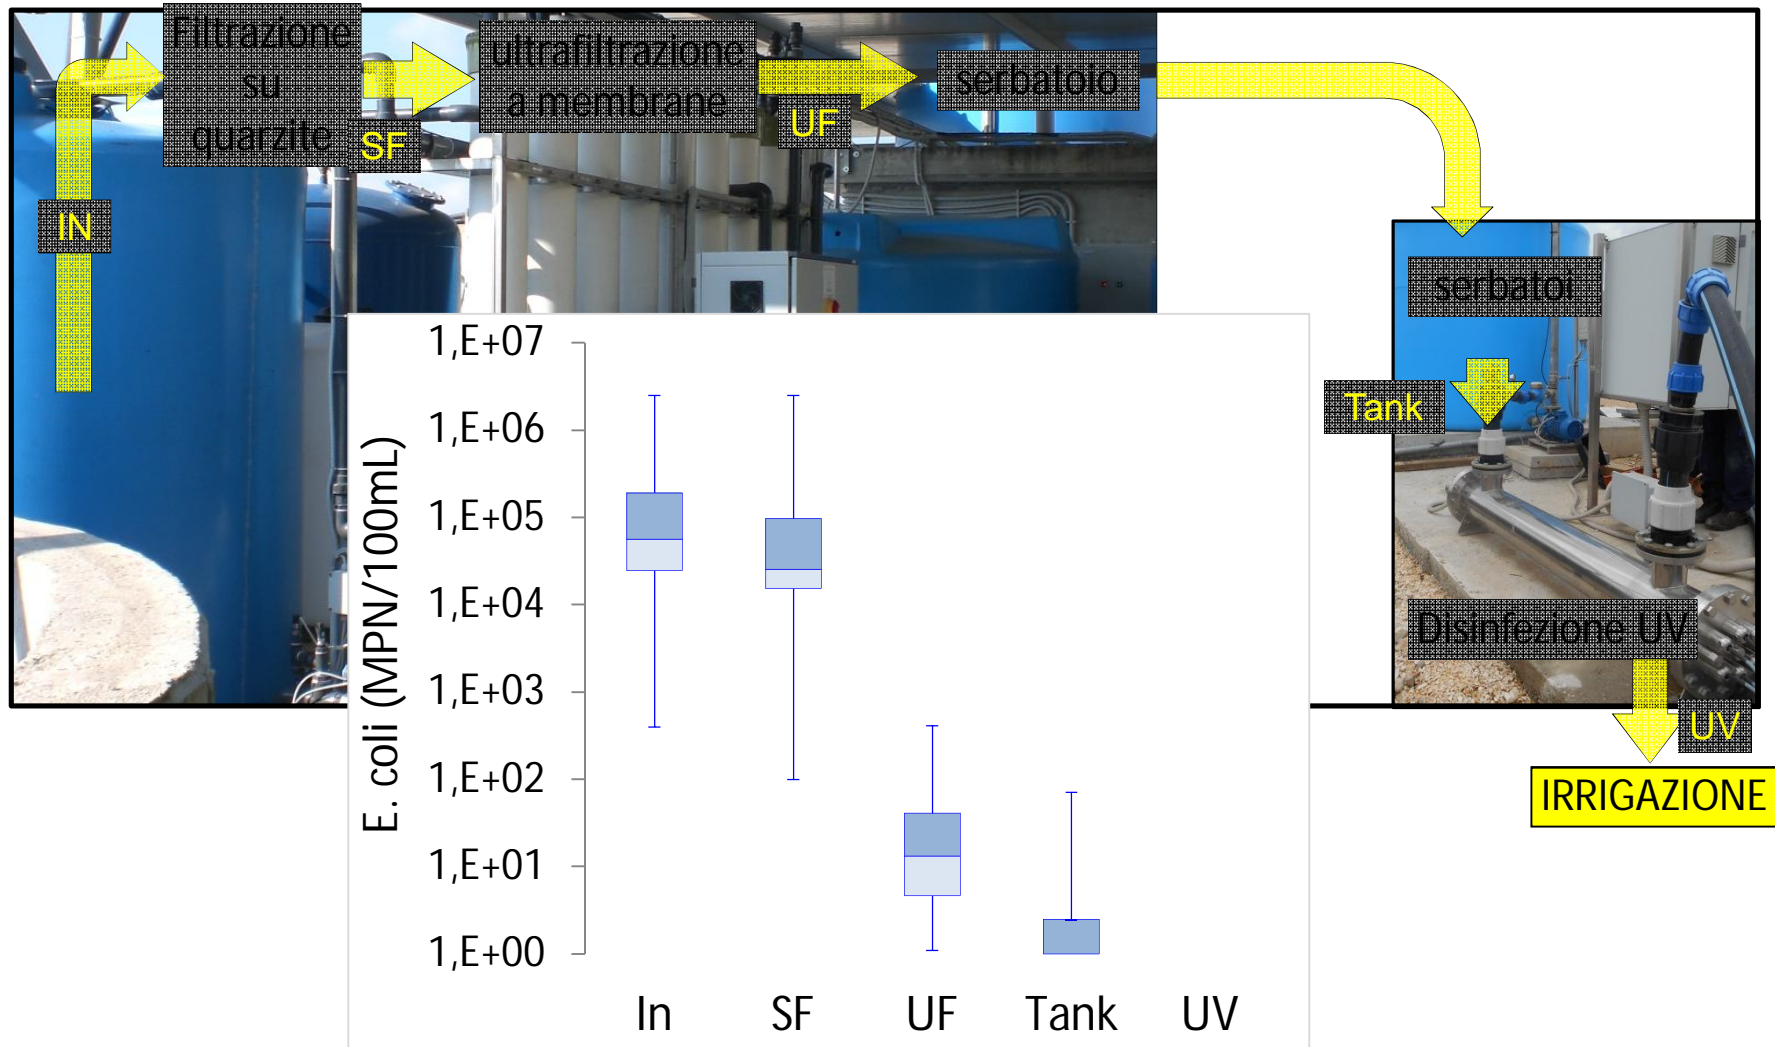 Filtrazione
su
quarzite
ultrafiltrazione
a membrane
serbatoio
IN
SF
UF
serbatoi
Tank
Disinfezione UV
UV
IRRIGAZIONE
E. coli (MPN/100mL)
1,E+07
1,E+06
1,E+05
1,E+04
1,E+03
1,E+02
1,E+01
1,E+00
In SF UF Tank UV